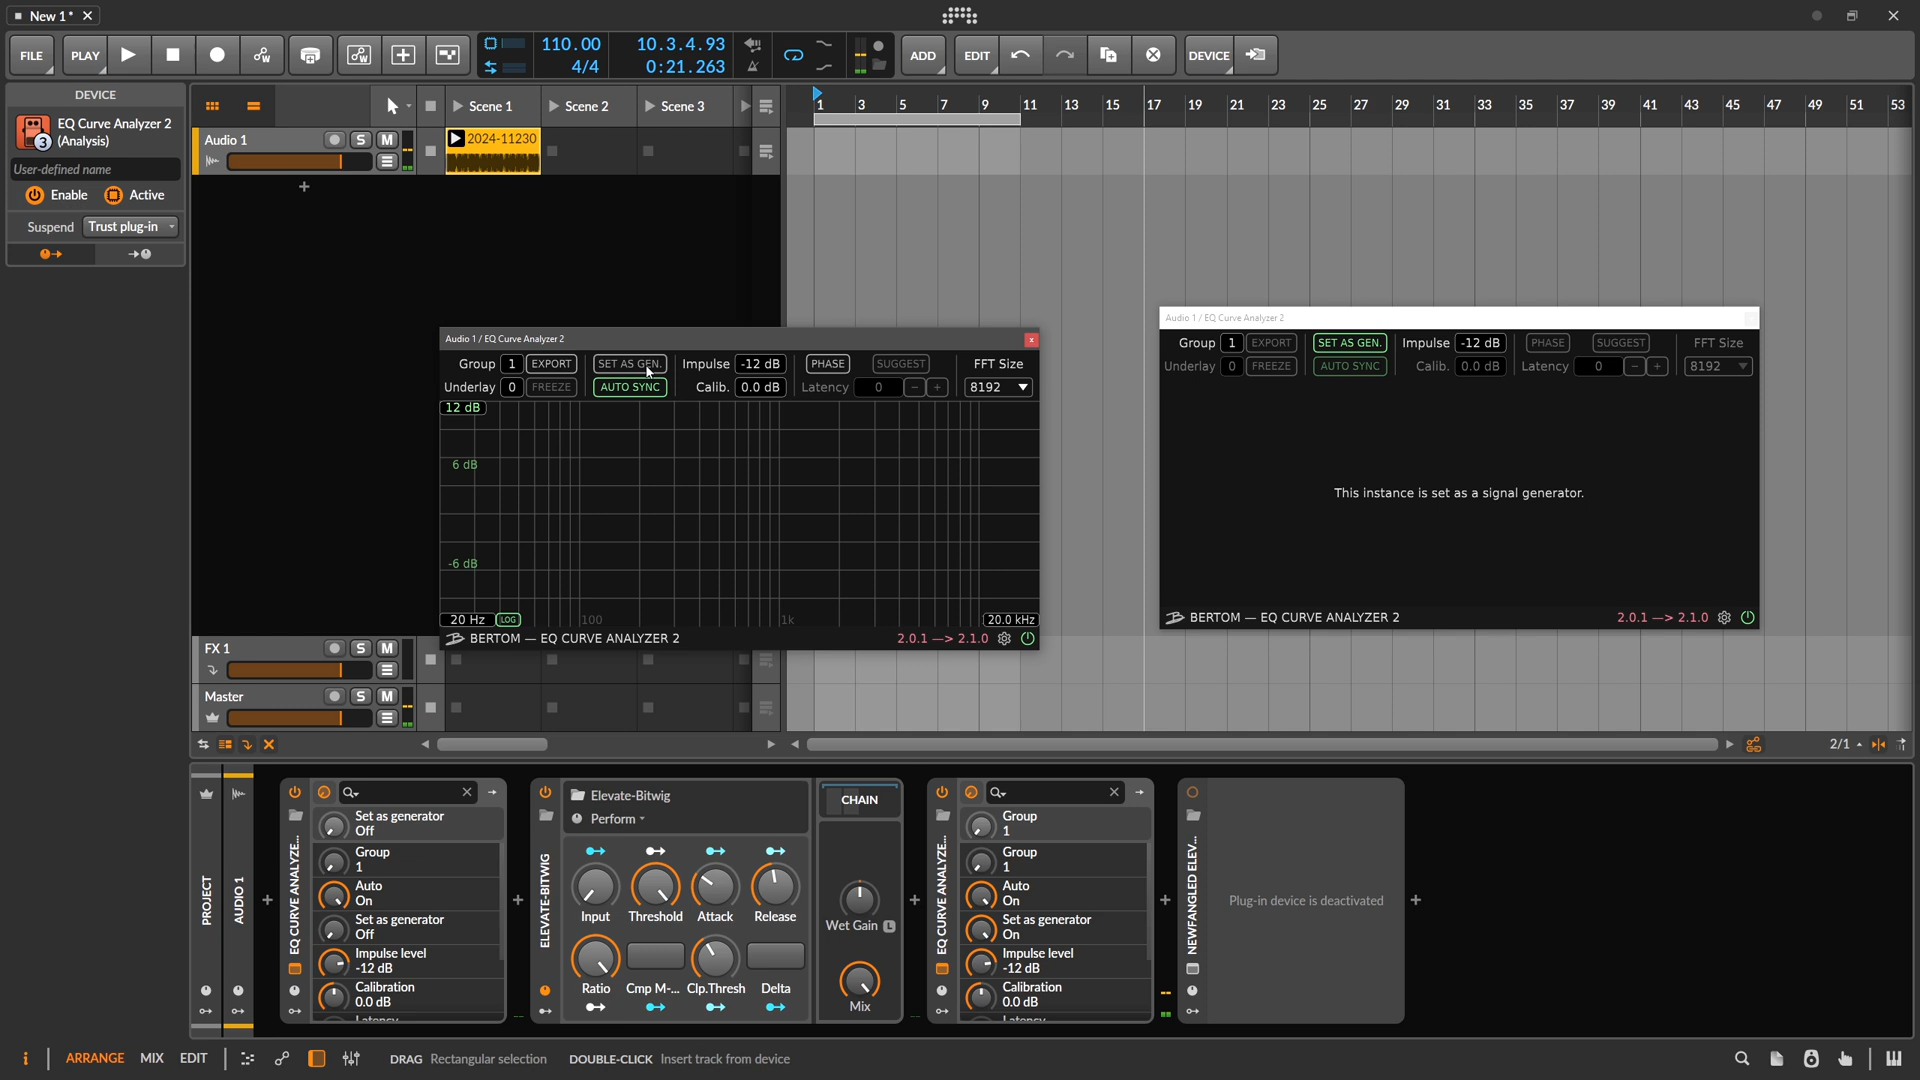 New 1* ✕
FILE PLAY 110.00 4/4 10.3.4.93 0:21.263 ADD EDIT DEVICE
DEVICE
EQ Curve Analyzer 2
(Analysis)
User-defined name
Enable Active
Suspend Trust plug-in
Scene 1 Scene 2 Scene 3
1 3 5 7 9 11 13 15 17 19 21 23 25 27 29 31 33 35 37 39 41 43 45 47 49 51 53
Audio 1 S M
2024-11230
+
Audio 1 / EQ Curve Analyzer 2
Group 1 EXPORT SET AS GEN. Impulse -12 dB PHASE SUGGEST FFT Size
Underlay 0 FREEZE AUTO SYNC Calib. 0.0 dB Latency 0 - + 8192
12 dB
6 dB
-6 dB
20 Hz LOG 100 1k 20.0 kHz
BERTOM — EQ CURVE ANALYZER 2 2.0.1 —> 2.1.0
Audio 1 / EQ Curve Analyzer 2
Group 1 EXPORT SET AS GEN. Impulse -12 dB PHASE SUGGEST FFT Size
Underlay 0 FREEZE AUTO SYNC Calib. 0.0 dB Latency 0 - + 8192
This instance is set as a signal generator.
BERTOM — EQ CURVE ANALYZER 2 2.0.1 —> 2.1.0
FX 1 S M
Master S M
2/1
PROJECT
AUDIO 1
EQ CURVE ANALYZE...
Set as generator
Off
Group
1
Auto
On
Set as generator
Off
Impulse level
-12 dB
Calibration
0.0 dB
Latency
ELEVATE-BITWIG
Elevate-Bitwig
Perform
Input Threshold Attack Release
Ratio Cmp M-... Clp.Thresh Delta
CHAIN
Wet Gain L
Mix
EQ CURVE ANALYZE...
Group
1
Group
1
Auto
On
Set as generator
On
Impulse level
-12 dB
Calibration
0.0 dB
Latency
NEWFANGLED ELEV...
Plug-in device is deactivated
i ARRANGE MIX EDIT DRAG Rectangular selection DOUBLE-CLICK Insert track from device